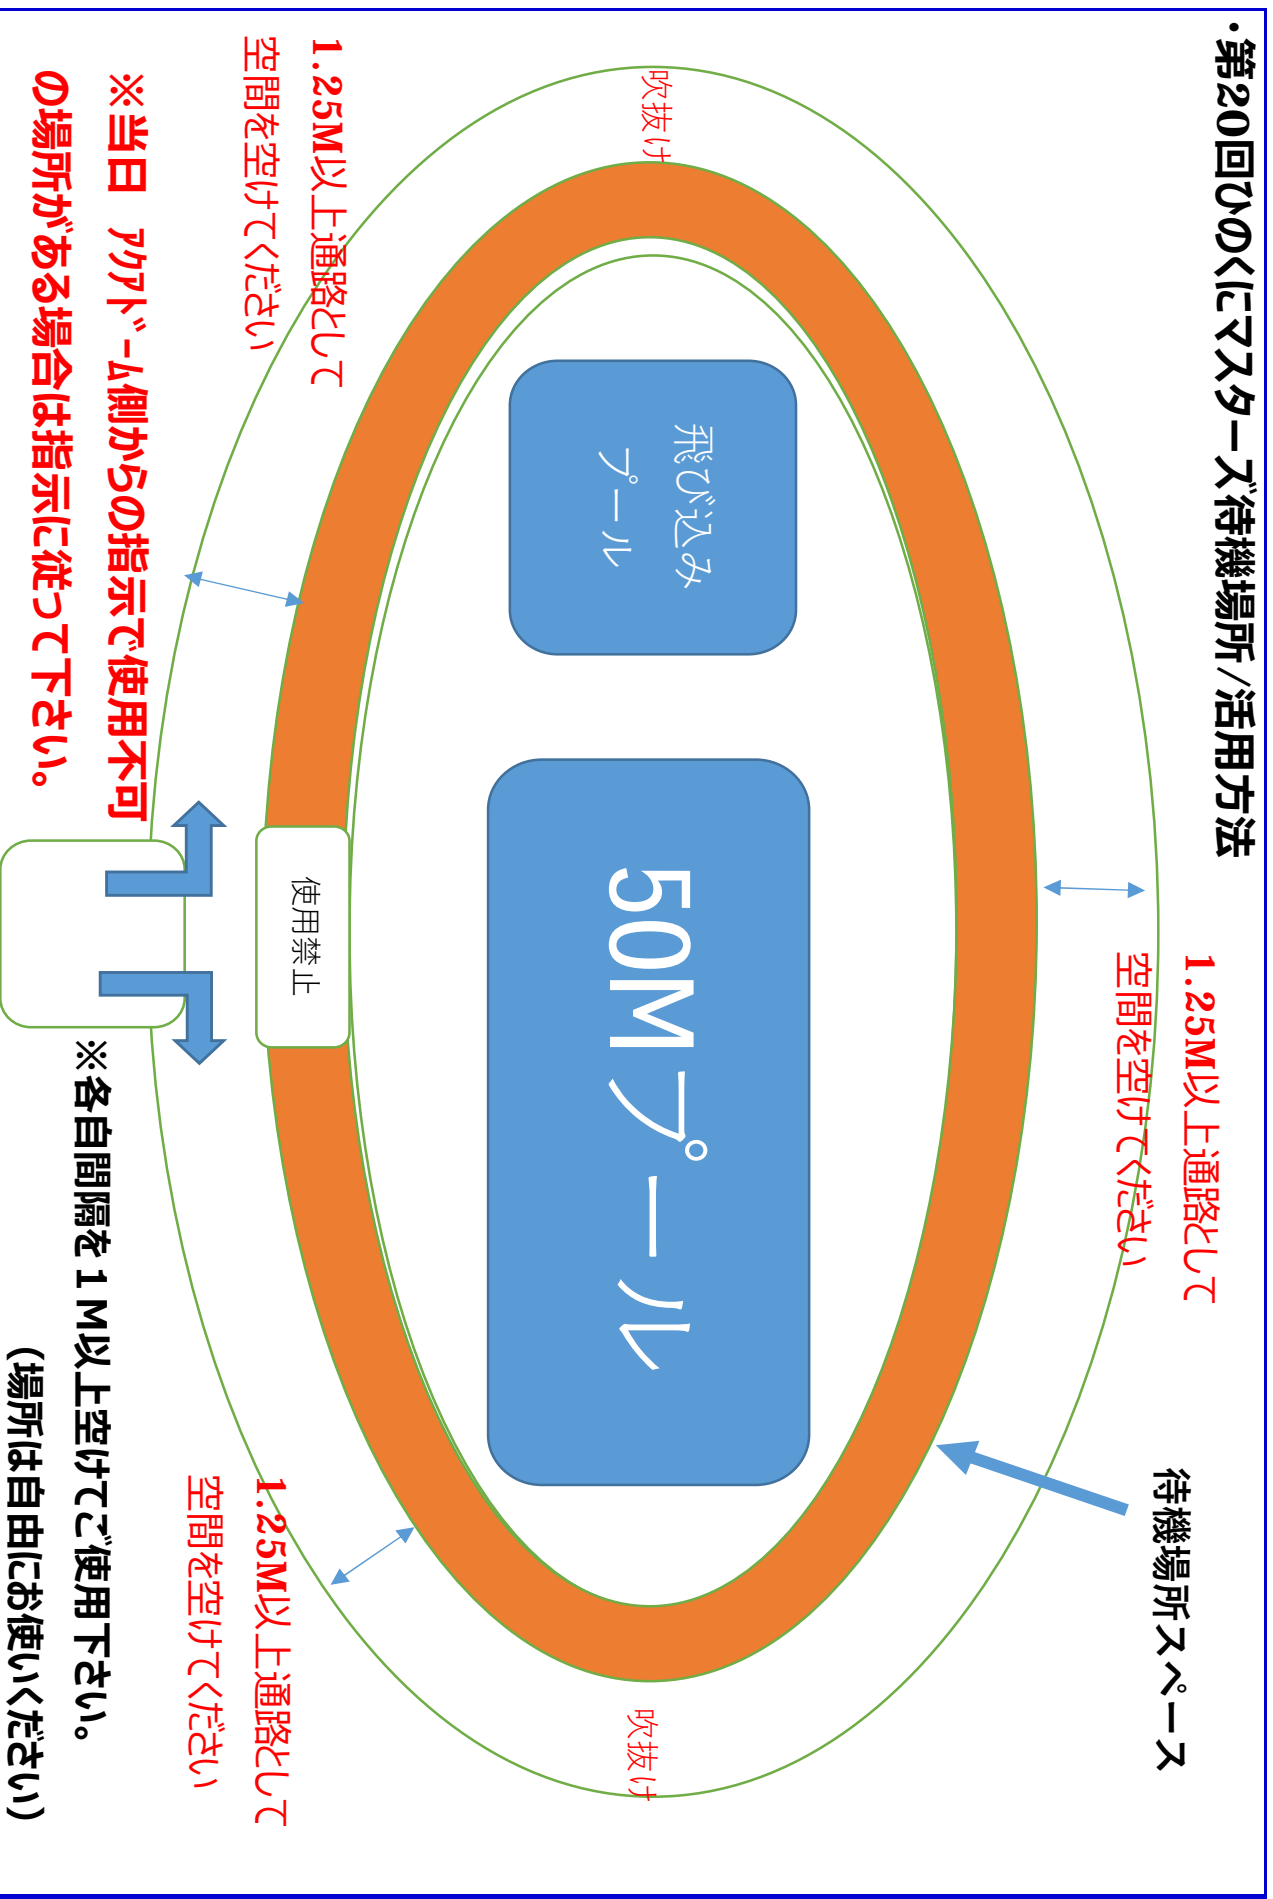 ・第20回ひのくにマスターズ待機場所/活用方法
1.25M以上通路として
空間を空けてください
待機場所スペース
吹抜け
飛び込み
プール
50Mプール
吹抜け
1.25M以上通路として
空間を空けてください
使用禁止
1.25M以上通路として
空間を空けてください
※当日 ｱｸｱﾄﾞｰﾑ側からの指示で使用不可
の場所がある場合は指示に従って下さい。
※各自間隔を１M以上空けてご使用下さい。
(場所は自由にお使いください)